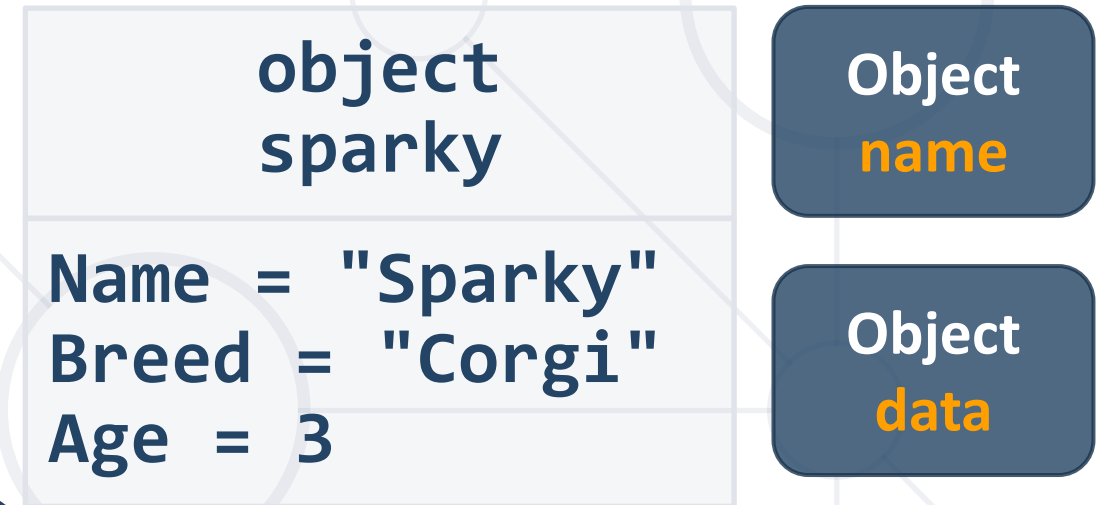 object
sparky
Name = "Sparky"
Breed = "Corgi"
Age = 3
Object
name
Object
data